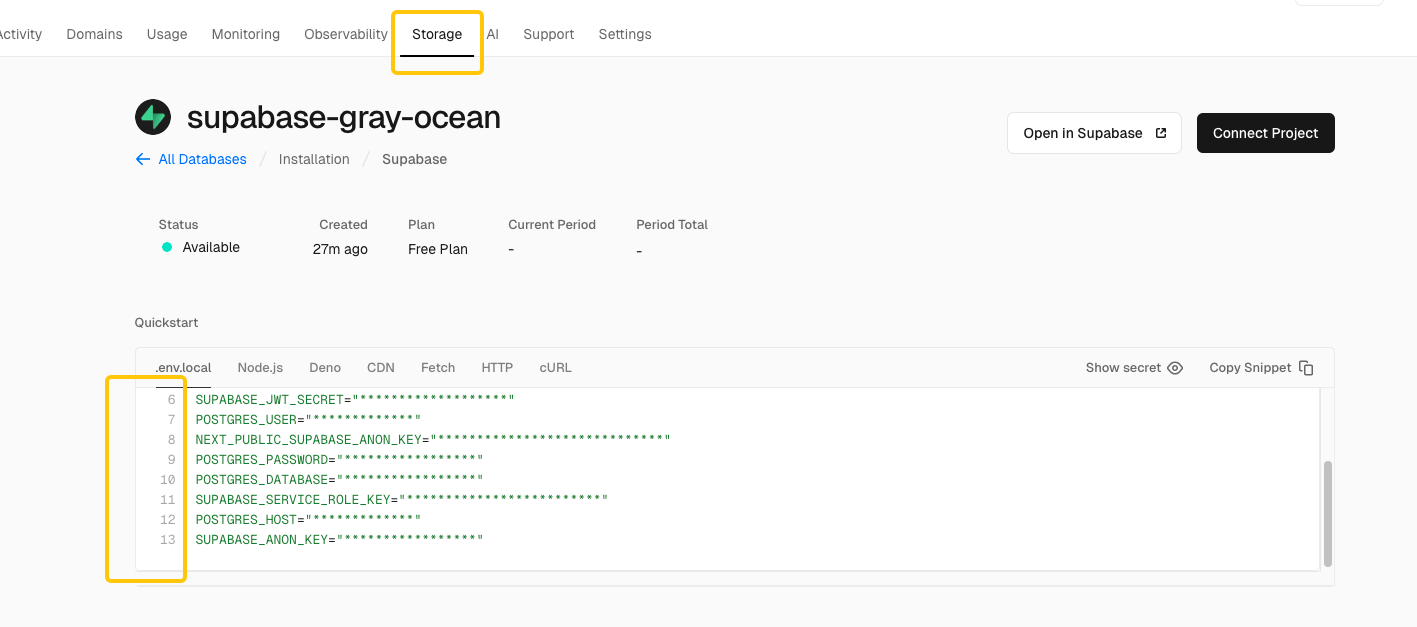 Activity Domains Usage Monitoring Observability Storage AI Support Settings
supabase-gray-ocean
Open in Supabase Connect Project
All Databases / Installation / Supabase
Status Created Plan Current Period Period Total
Available 27m ago Free Plan - -
Quickstart
.env.local Node.js Deno CDN Fetch HTTP cURL Show secret Copy Snippet
6 SUPABASE_JWT_SECRET="*******************"
7 POSTGRES_USER="*************"
8 NEXT_PUBLIC_SUPABASE_ANON_KEY="*****************************"
9 POSTGRES_PASSWORD="*****************"
10 POSTGRES_DATABASE="*****************"
11 SUPABASE_SERVICE_ROLE_KEY="*************************"
12 POSTGRES_HOST="*************"
13 SUPABASE_ANON_KEY="*****************"